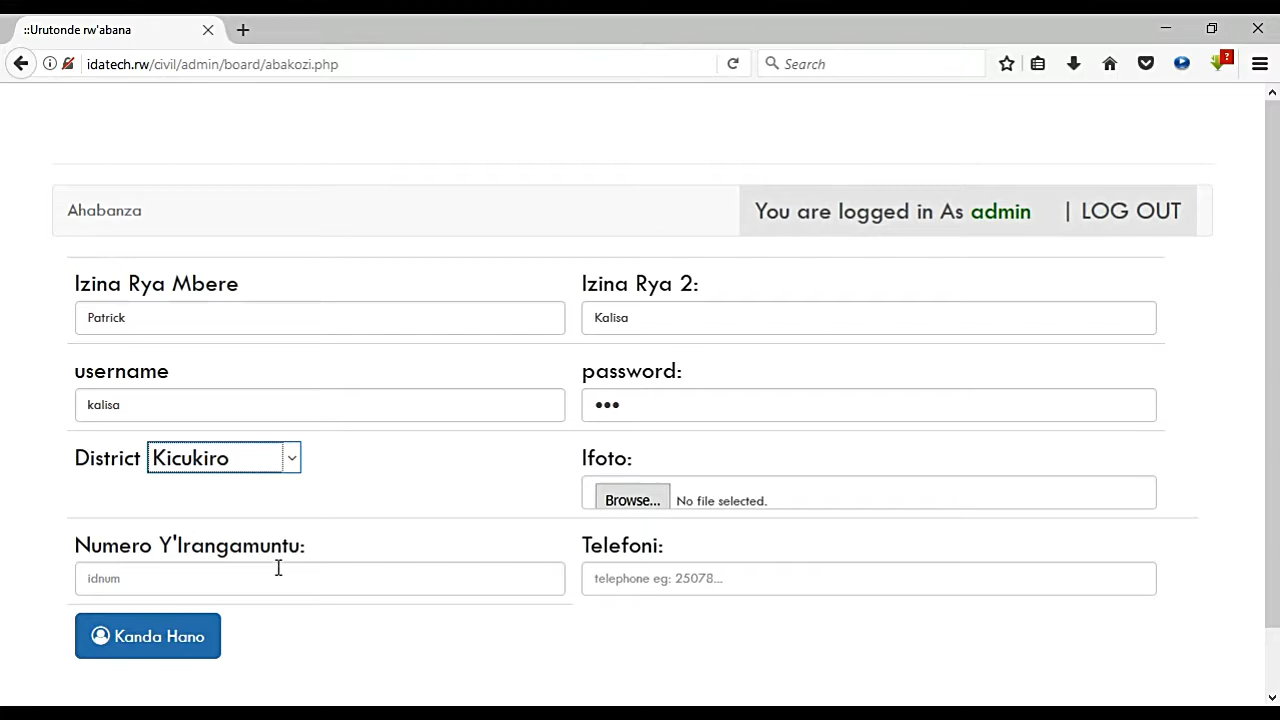 ::Urutonde rw'abana
idatech.rw/civil/admin/board/abakozi.php
Search
?
Ahabanza
You are logged in As admin | LOG OUT
Izina Rya Mbere
Izina Rya 2:
Patrick
Kalisa
username
password:
kalisa
●●●
District Kicukiro
Ifoto:
Browse... No file selected.
Numero Y'Irangamuntu:
Telefoni:
idnum
telephone eg: 25078...
Kanda Hano